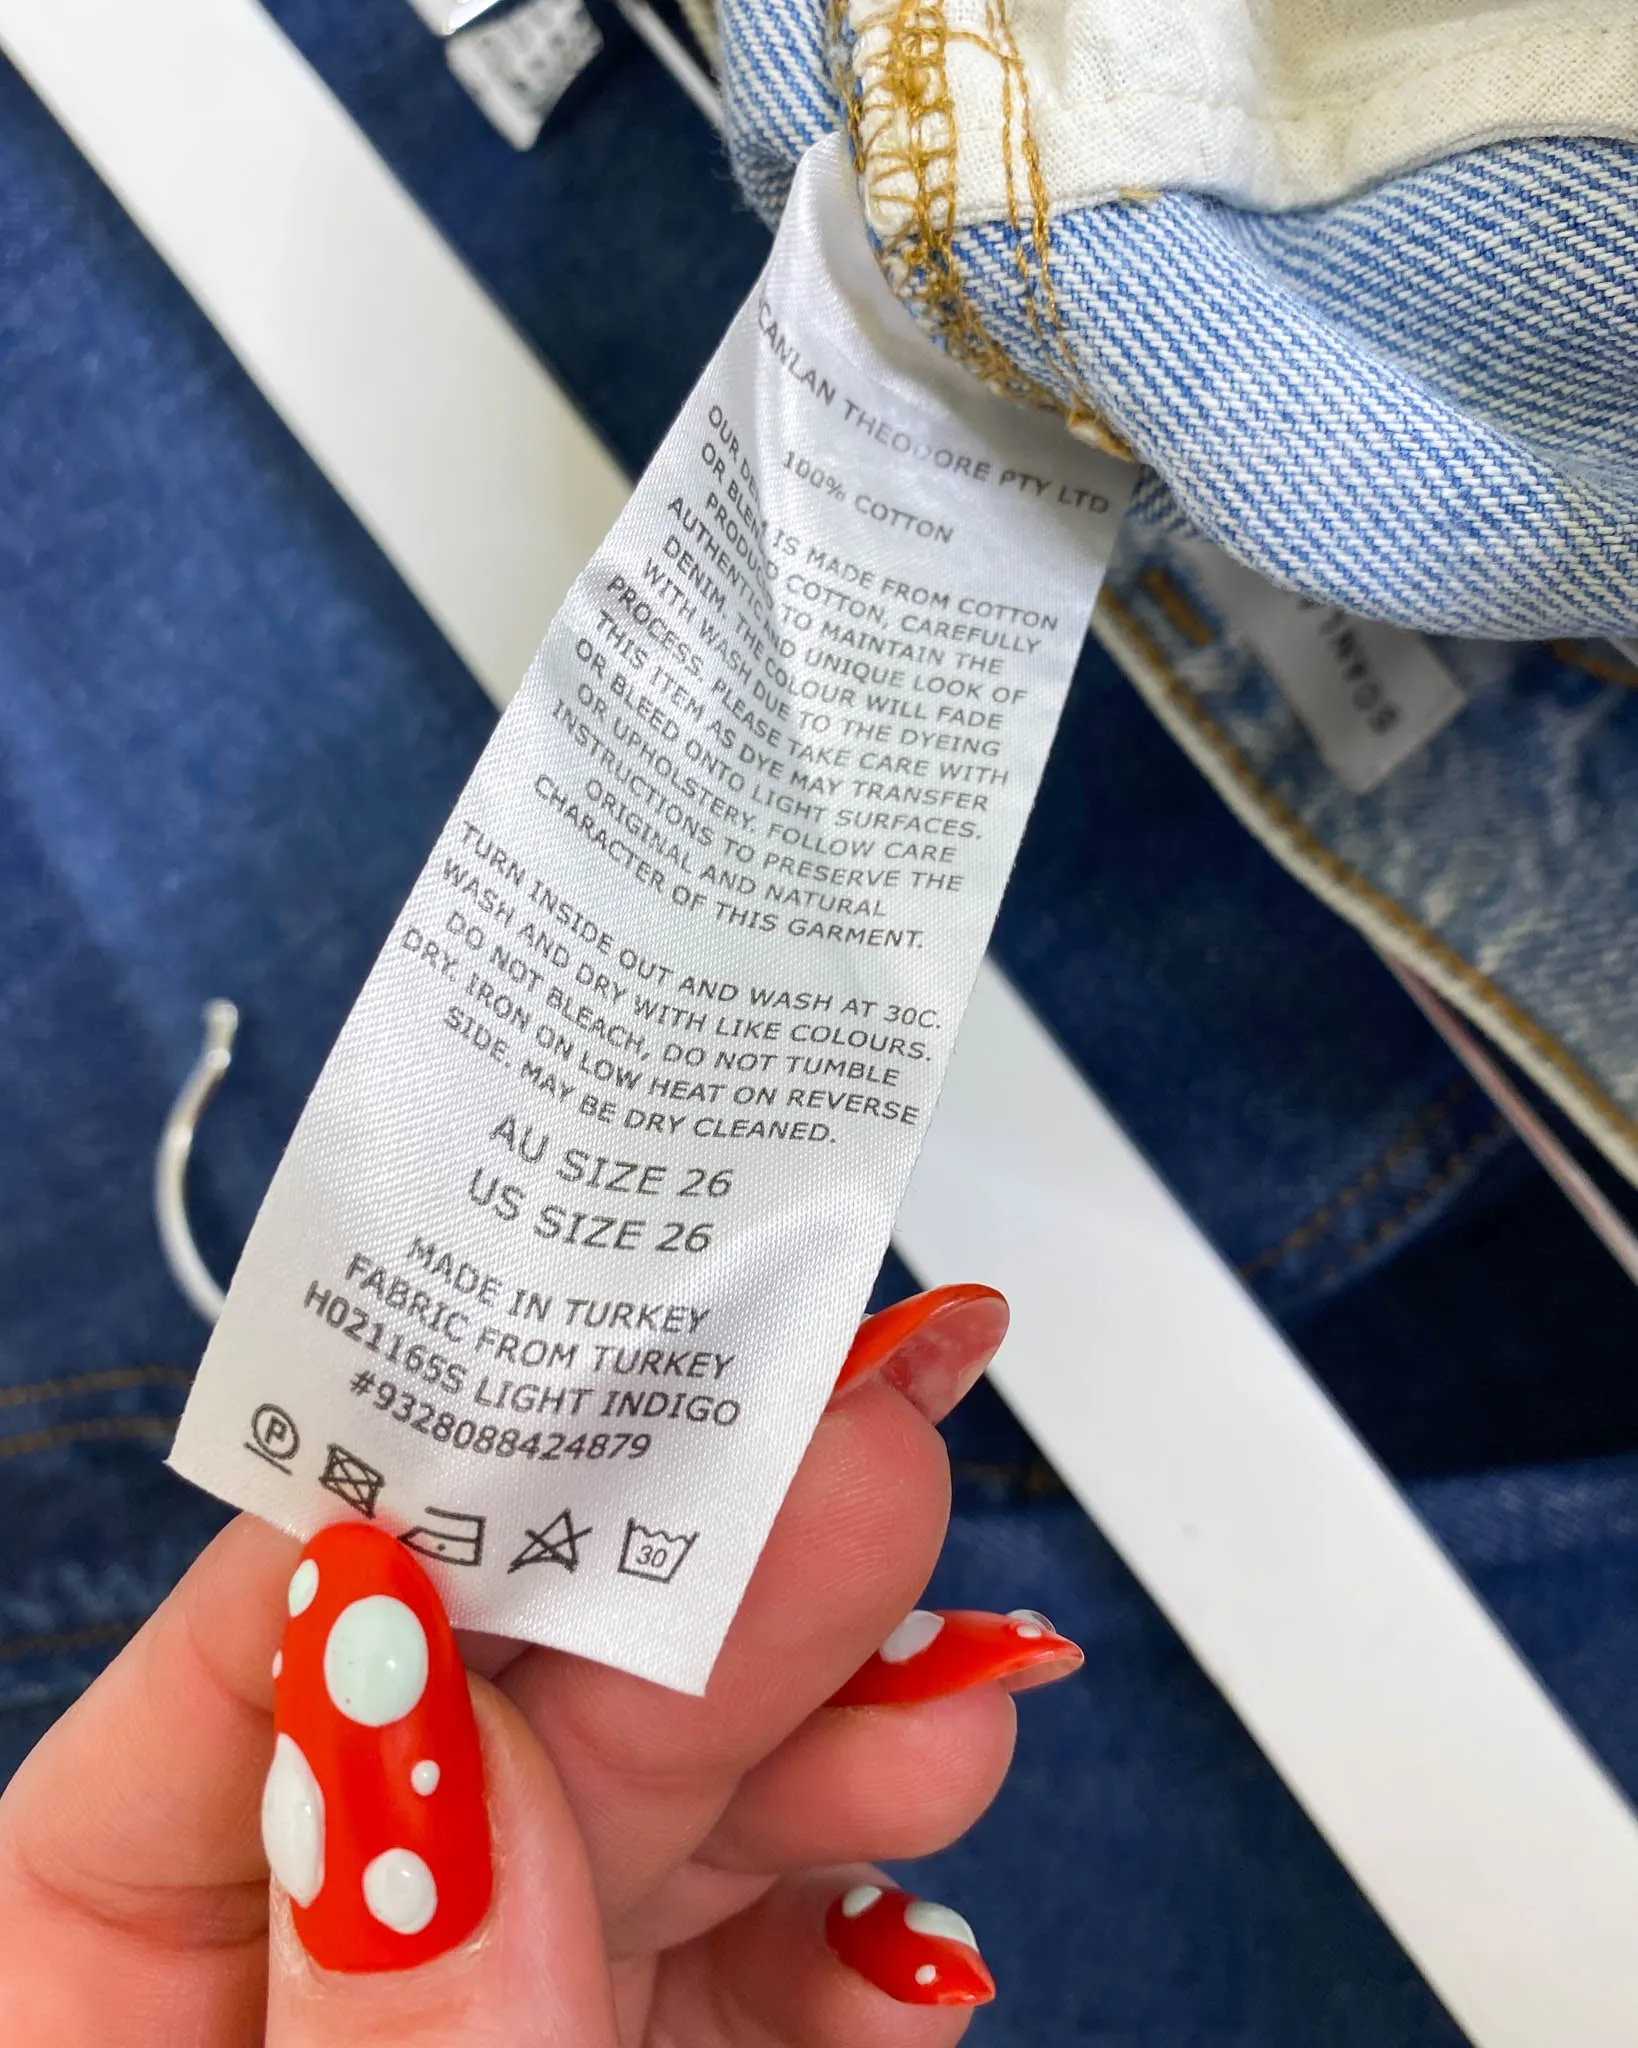 SCANLAN THEODORE PTY LTD
100% COTTON
OUR IS MADE FROM COTTON
OR COTTON, CAREFULLY
TO MAINTAIN THE
AUTHENTIC AND UNIQUE LOOK OF
DENIM. THE COLOUR WILL FADE
WITH WASH DUE TO THE DYEING
PROCESS. PLEASE TAKE CARE WITH
THIS ITEM AS DYE MAY TRANSFER
OR BLEED ONTO LIGHT SURFACES.
OR UPHOLSTERY. FOLLOW CARE
INSTRUCTIONS TO PRESERVE THE
ORIGINAL AND NATURAL
CHARACTER OF THIS GARMENT.
TURN INSIDE OUT AND WASH AT 30C.
WASH AND DRY WITH LIKE COLOURS.
DO NOT BLEACH, DO NOT TUMBLE
DRY. IRON ON LOW HEAT ON REVERSE
SIDE. MAY BE DRY CLEANED.
AU SIZE 26
US SIZE 26
MADE IN TURKEY
FABRIC FROM TURKEY
H021165S LIGHT INDIGO
#9328088424879
P
30